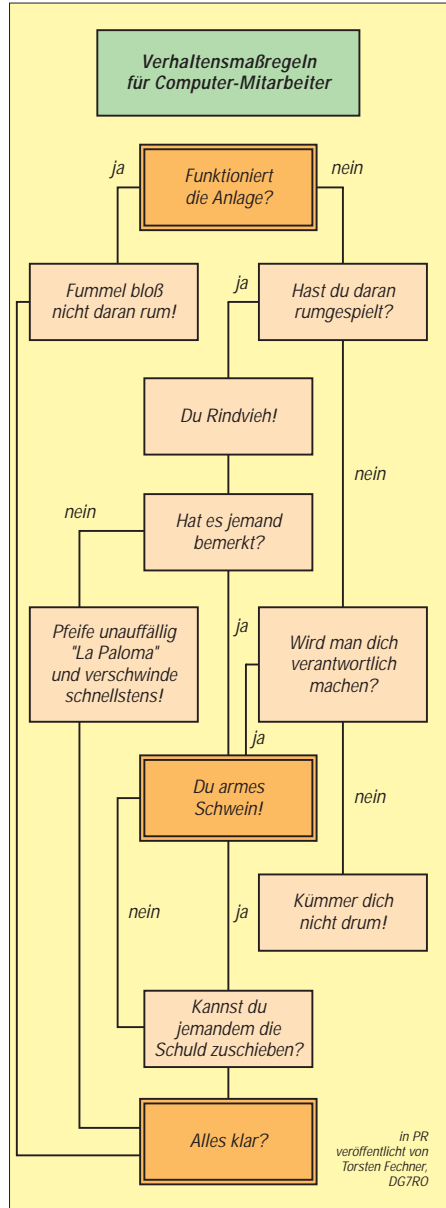 Verhaltensmaßregeln
für Computer-Mitarbeiter
ja
nein
Funktioniert
die Anlage?
Fummel bloß
nicht daran rum!
ja
Hast du daran
rumgespielt?
Du Rindvieh!
nein
nein
Hat es jemand
bemerkt?
Pfeife unauffällig
"La Paloma"
und verschwinde
schnellstens!
ja
Wird man dich
verantwortlich
machen?
ja
Du armes
Schwein!
nein
nein
ja
Kümmer dich
nicht drum!
Kannst du
jemandem die
Schuld zuschieben?
Alles klar?
in PR
veröffentlicht von
Torsten Fechner,
DG7RO